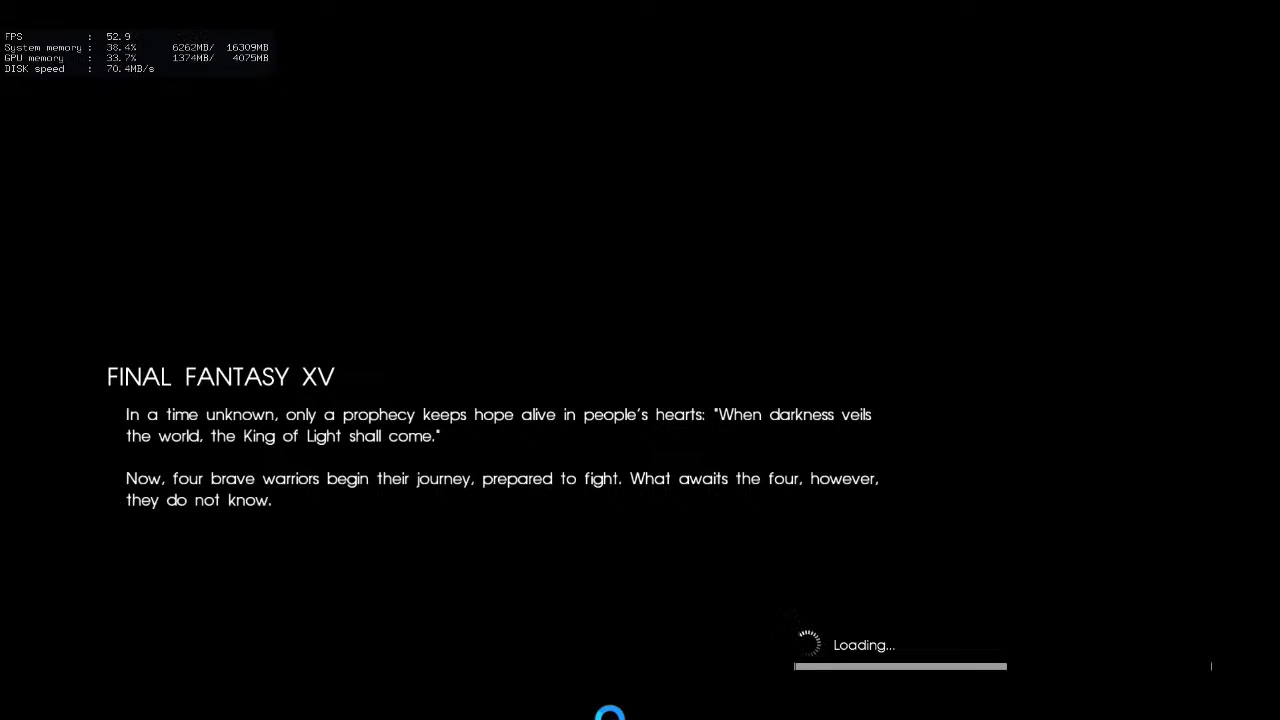 FPS : 52.9
System memory : 38.4% 6262MB/ 16309MB
GPU memory : 33.7% 1374MB/ 4075MB
DISK speed : 70.4MB/s
FINAL FANTASY XV
In a time unknown, only a prophecy keeps hope alive in people's hearts: "When darkness veils
the world, the King of Light shall come."
Now, four brave warriors begin their journey, prepared to fight. What awaits the four, however,
they do not know.
Loading...